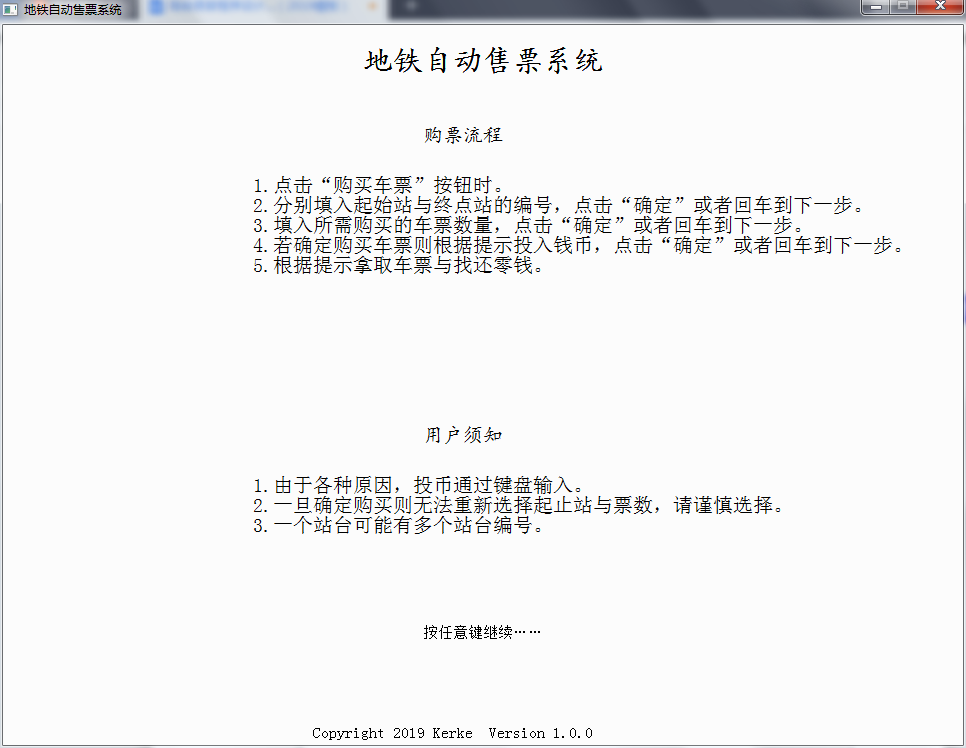 地铁自动售票系统
地铁自动售票系统
购票流程
1.点击“购买车票”按钮时。
2.分别填入起始站与终点站的编号，点击“确定”或者回车到下一步。
3.填入所需购买的车票数量，点击“确定”或者回车到下一步。
4.若确定购买车票则根据提示投入钱币，点击“确定”或者回车到下一步。
5.根据提示拿取车票与找还零钱。
用户须知
1.由于各种原因，投币通过键盘输入。
2.一旦确定购买则无法重新选择起止站与票数，请谨慎选择。
3.一个站台可能有多个站台编号。
按任意键继续……
Copyright 2019 Kerke  Version 1.0.0